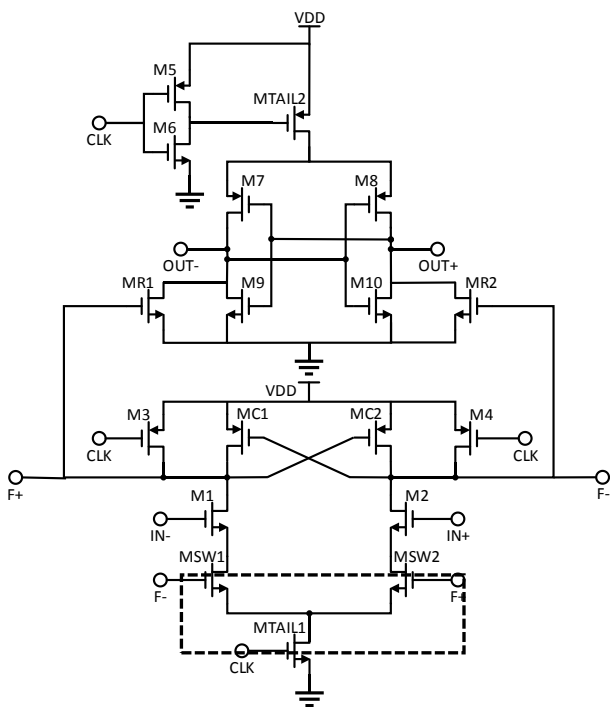 VDD
M5
MTAIL2
CLK
M6
M7
M8
OUT-
OUT+
MR1
M9
M10
MR2
VDD
M3
MC1
MC2
M4
CLK
CLK
F+
F-
M1
M2
IN-
IN+
MSW1
MSW2
F-
F+
MTAIL1
CLK